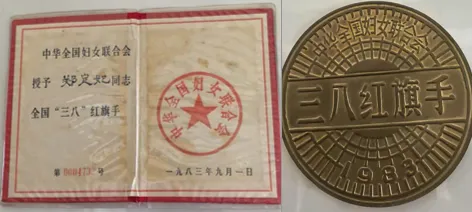 中华全国妇女联合会
授予 郑定 同志
全国“三八”红旗手
第 号
中华全国妇女联合会
一九八三年九月一日
中华全国妇女联合会
三八红旗手
1983